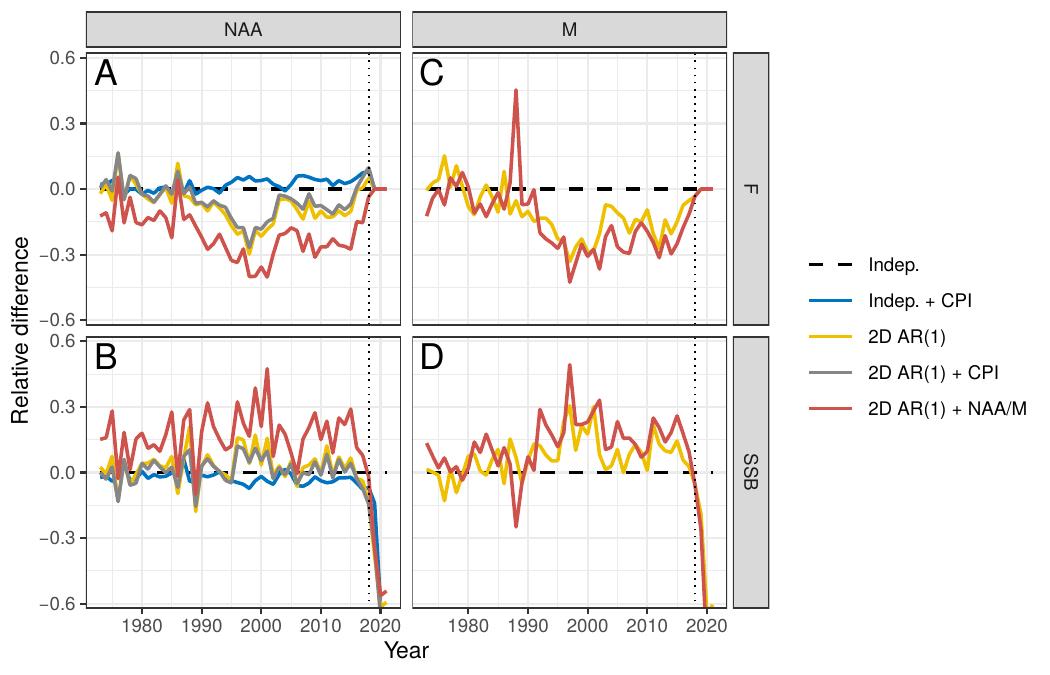 NAA
M
A
C
0.6
0.3
0.0
−0.3
−0.6
F
B
D
0.6
0.3
0.0
−0.3
−0.6
SSB
1980
1990
2000
2010
2020
1980
1990
2000
2010
2020
Year
Relative difference
Indep.
Indep. + CPI
2D AR(1)
2D AR(1) + CPI
2D AR(1) + NAA/M